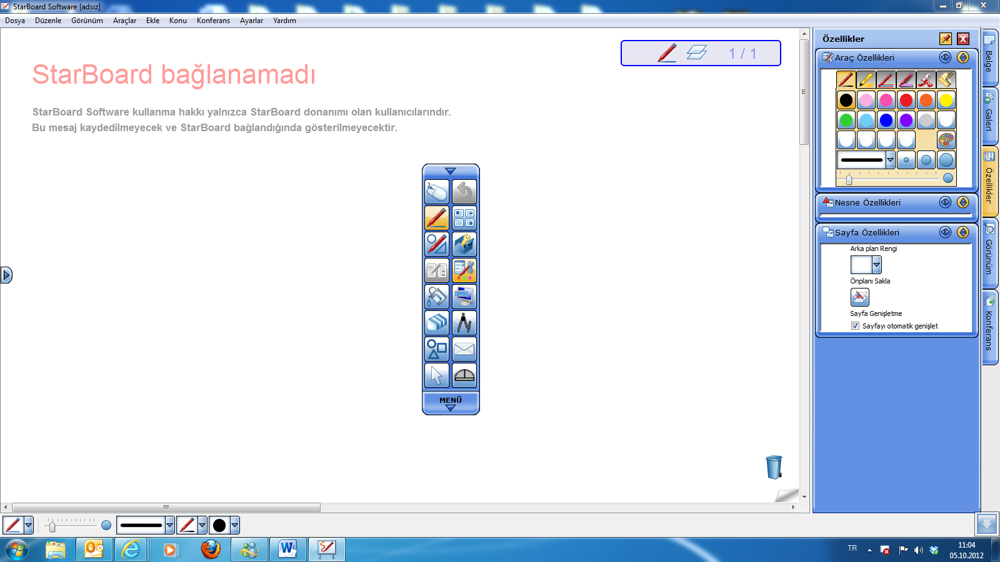 StarBoard Software [adsız]
Dosya Düzenle Görünüm Araçlar Ekle Konu Konferans Ayarlar Yardım
StarBoard bağlanamadı
StarBoard Software kullanma hakkı yalnızca StarBoard donanımı olan kullanıcılarındır.
Bu mesaj kaydedilmeyecek ve StarBoard bağlandığında gösterilmeyecektir.
1 / 1
MENÜ
Özellikler
Araç Özellikleri
Nesne Özellikleri
Sayfa Özellikleri
Arka plan Rengi
Önplanı Sakla
Sayfa Genişletme
Sayfayı otomatik genişlet
Belge
Galeri
Özellikler
Görünüm
Konferans
TR
11:04
05.10.2012